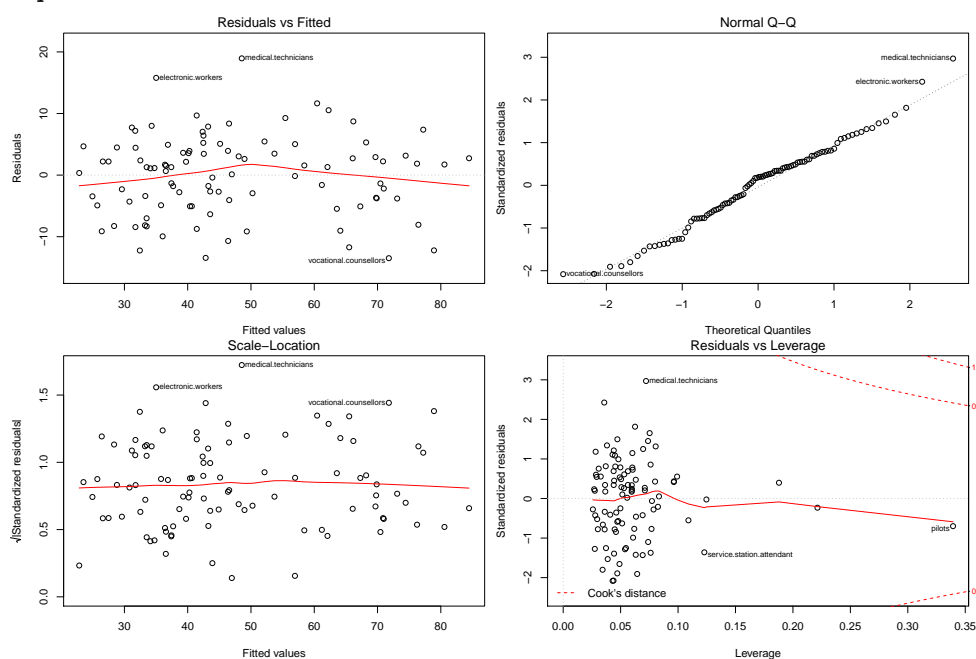 Residuals vs Fitted
20
10
0
−10
Residuals
medical.technicians
electronic.workers
vocational.counsellors
30 40 50 60 70 80
Fitted values
Normal Q−Q
3
2
1
0
−1
−2
Standardized residuals
medical.technicians
electronic.workers
vocational.counsellors
−2 −1 0 1 2
Theoretical Quantiles
Scale−Location
1.5
1.0
0.5
0.0
√|Standardized residuals|
medical.technicians
electronic.workers
vocational.counsellors
30 40 50 60 70 80
Fitted values
Residuals vs Leverage
3
2
1
0
−1
−2
Standardized residuals
medical.technicians
pilots
service.station.attendant
Cook's distance
1
0
0
0.00 0.05 0.10 0.15 0.20 0.25 0.30 0.35
Leverage